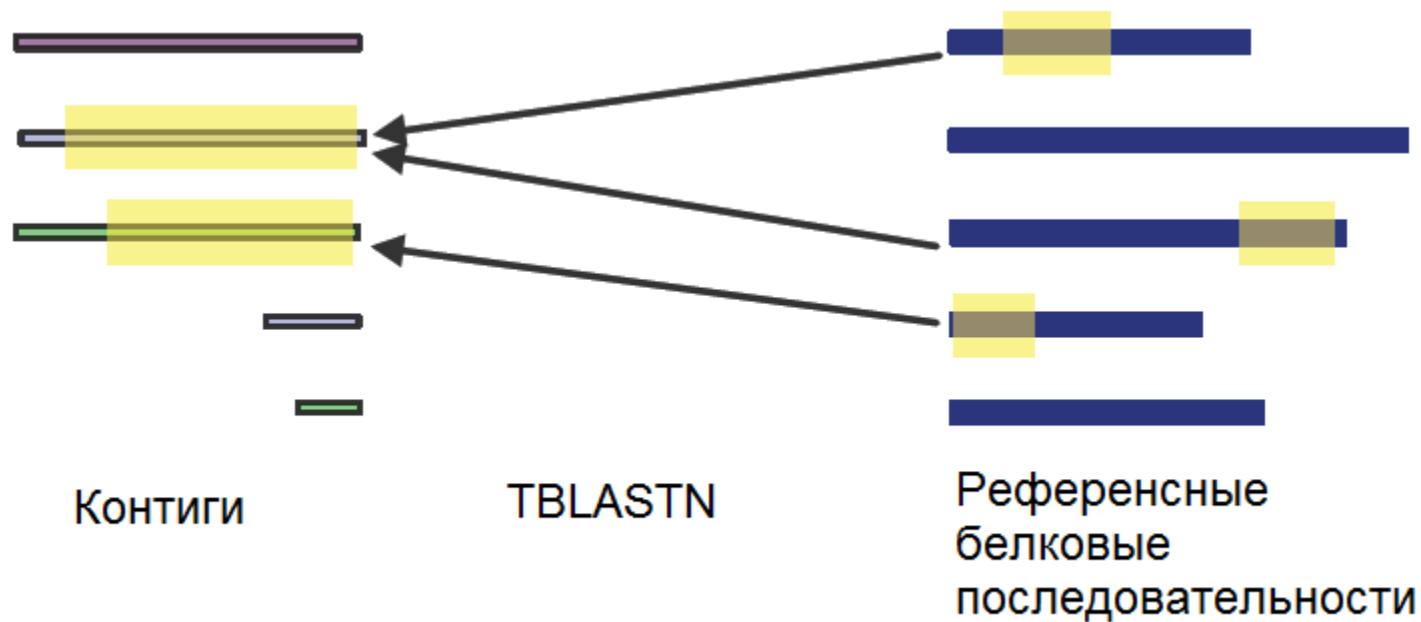 Контиги
TBLASTN
Референсные
белковые
последовательности